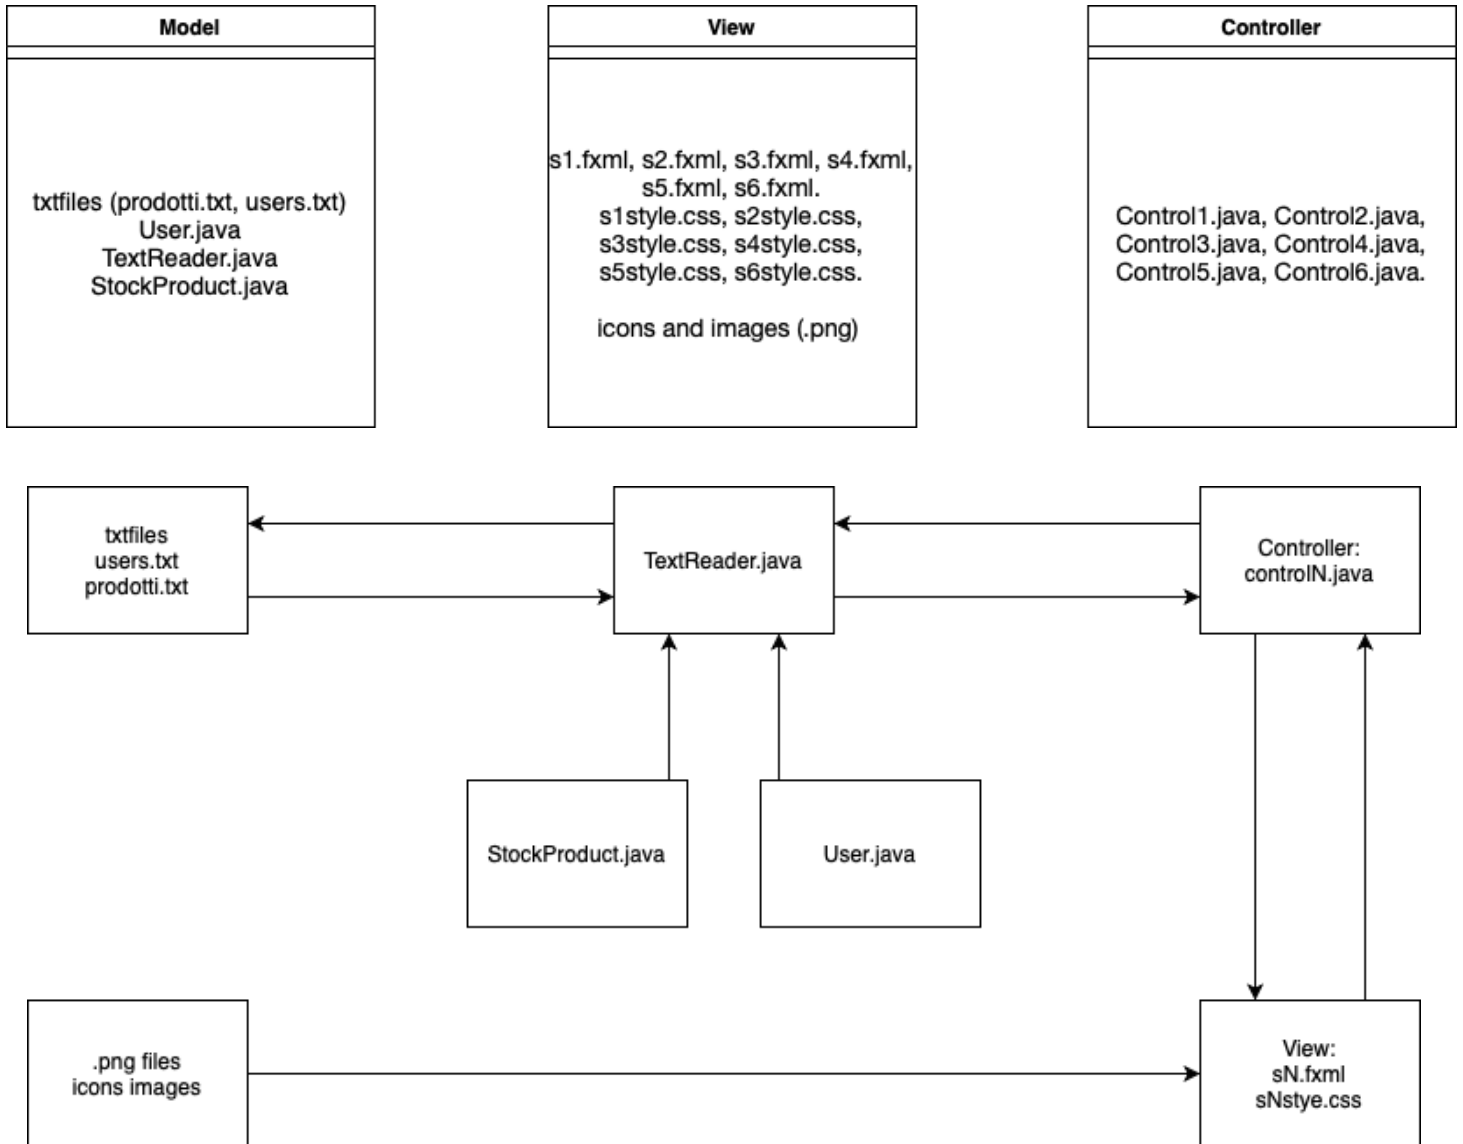 Model
txtfiles (prodotti.txt, users.txt)
User.java
TextReader.java
StockProduct.java
View
s1.fxml, s2.fxml, s3.fxml, s4.fxml,
s5.fxml, s6.fxml.
s1style.css, s2style.css,
s3style.css, s4style.css,
s5style.css, s6style.css.
icons and images (.png)
Controller
Control1.java, Control2.java,
Control3.java, Control4.java,
Control5.java, Control6.java.
txtfiles
users.txt
prodotti.txt
TextReader.java
Controller:
controlN.java
StockProduct.java
User.java
.png files
icons images
View:
sN.fxml
sNstye.css